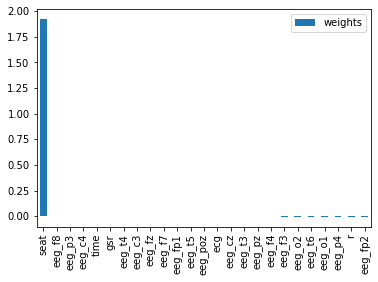 2.00
weights
1.75
1.50
1.25
1.00
0.75
0.50
0.25
0.00
seat
eeg_f8
eeg_p3
eeg_c4
time
gsr
eeg_t4
eeg_c3
eeg_fz
eeg_f7
eeg_fp1
eeg_t5
eeg_poz
ecg
eeg_cz
eeg_t3
eeg_pz
eeg_f4
eeg_f3
eeg_o2
eeg_t6
eeg_o1
eeg_p4
r
eeg_fp2